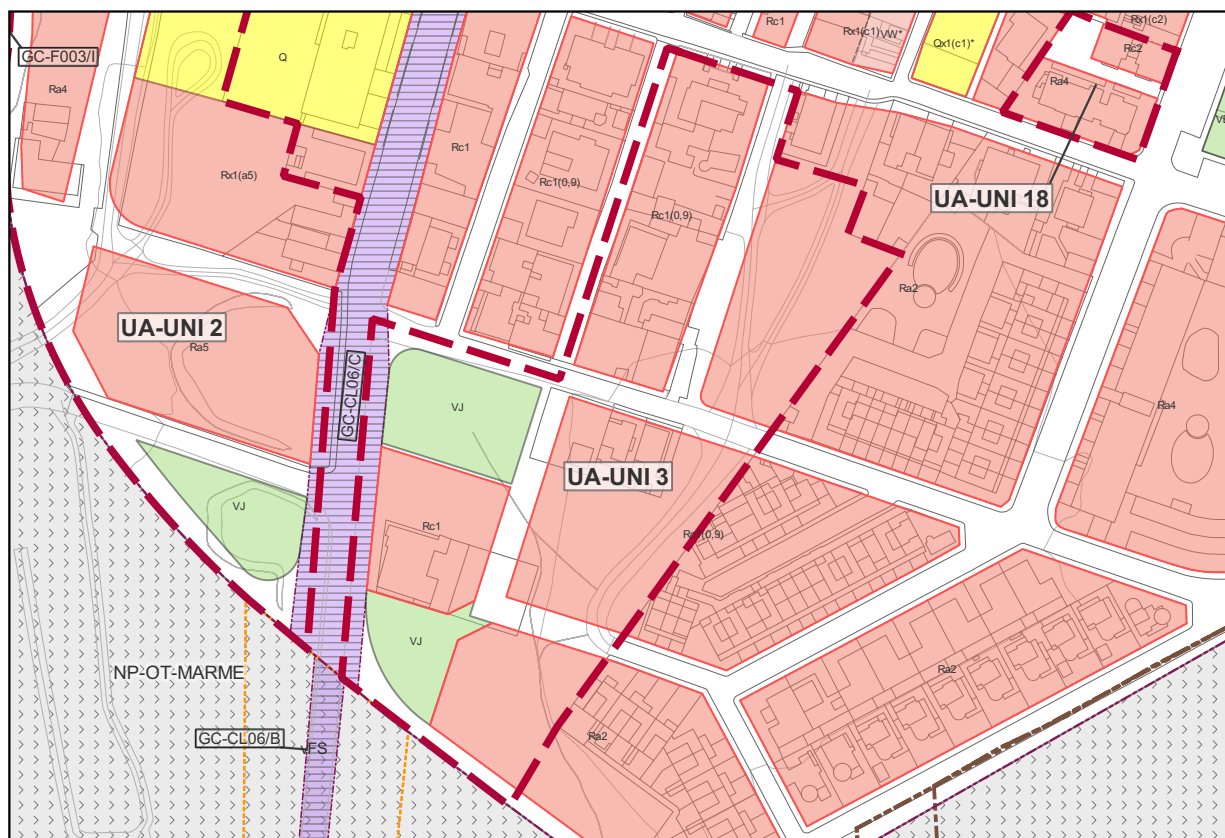 Rx1(c2)
Rc1
Rx1(c1)
VW*
Qx1(c1)*
Rc2
GC-F003/I
Q
Ra4
Ra4
Rc1
Rx1(a5)
Rc1(0,9)
UA-UNI 18
Rc1(0,9)
Ra2
UA-UNI 2
Ra5
GC-CL06/C
VJ
Ra4
UA-UNI 3
VJ
Rc1
Rc1(0,9)
VJ
NP-OT-MARME
Ra2
GC-CL06/B
VFS
Ra2